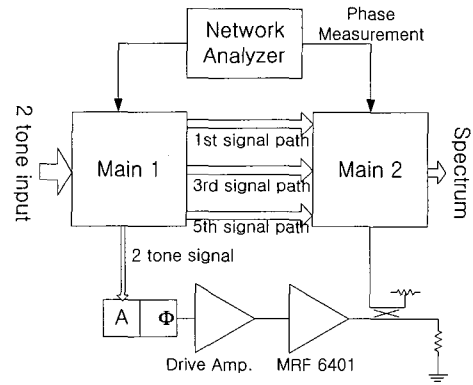 Network
Analyzer
Phase
Measurement
2 tone input
Main 1
1st signal path
3rd signal path
5th signal path
Main 2
Spectrum
2 tone signal
A Φ
Drive Amp. MRF 6401